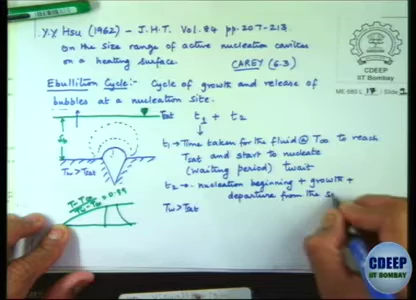 Y.Y Hsu (1962) - J.H.T. Vol. 84 pp. 207-213
On the size range of active nucleation cavities
on a heating surface. CAREY (6.3)
CDEEP
IIT BOMBAY
Ebullition Cycle:- Cycle of growth and release of
bubbles at a nucleation site.
Tsat
t1 + t2
t1 → Time taken for the fluid @ T∞ to reach
Tsat and start to nucleate
(waiting period) twait
Tw > Tsat
t2 → nucleation beginning + growth +
departure from the s
Tw > Tsat
CDEEP
IIT BOMBAY